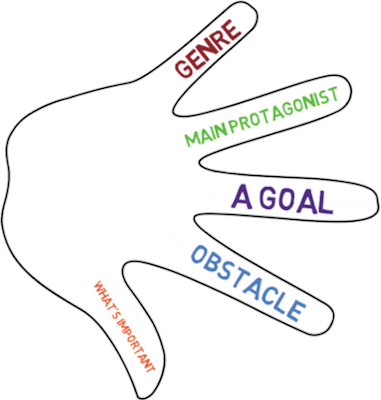 GENRE
MAIN PROTAGONIST
A GOAL
OBSTACLE
WHAT'S IMPORTANT